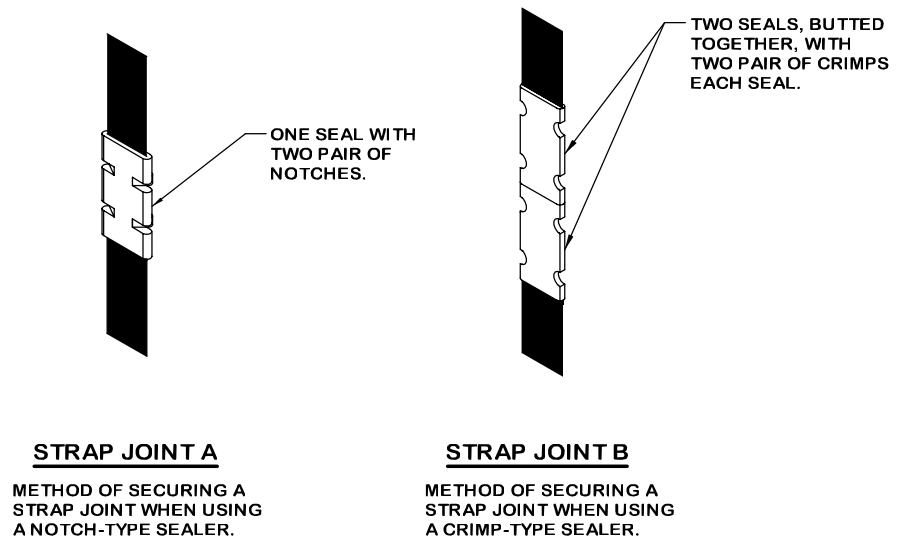 ONE SEAL WITH
TWO PAIR OF
NOTCHES.
TWO SEALS, BUTTED
TOGETHER, WITH
TWO PAIR OF CRIMPS
EACH SEAL.
STRAP JOINT A
METHOD OF SECURING A
STRAP JOINT WHEN USING
A NOTCH-TYPE SEALER.
STRAP JOINT B
METHOD OF SECURING A
STRAP JOINT WHEN USING
A CRIMP-TYPE SEALER.